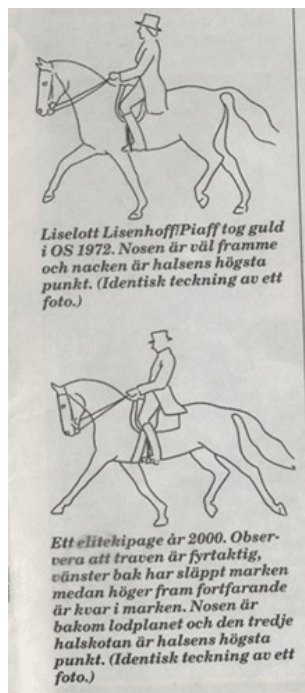 Liselott Lisenhoff/Piaff tog guld
i OS 1972. Nosen är väl framme
och nacken är halsens högsta
punkt. (Identisk teckning av ett
foto.)
Ett elitekipage år 2000. Obser-
vera att traven är fyrtaktig,
vänster bak har släppt marken
medan höger fram fortfarande
är kvar i marken. Nosen är
bakom lodplanet och den tredje
halskotan är halsens högsta
punkt. (Identisk teckning av ett
foto.)